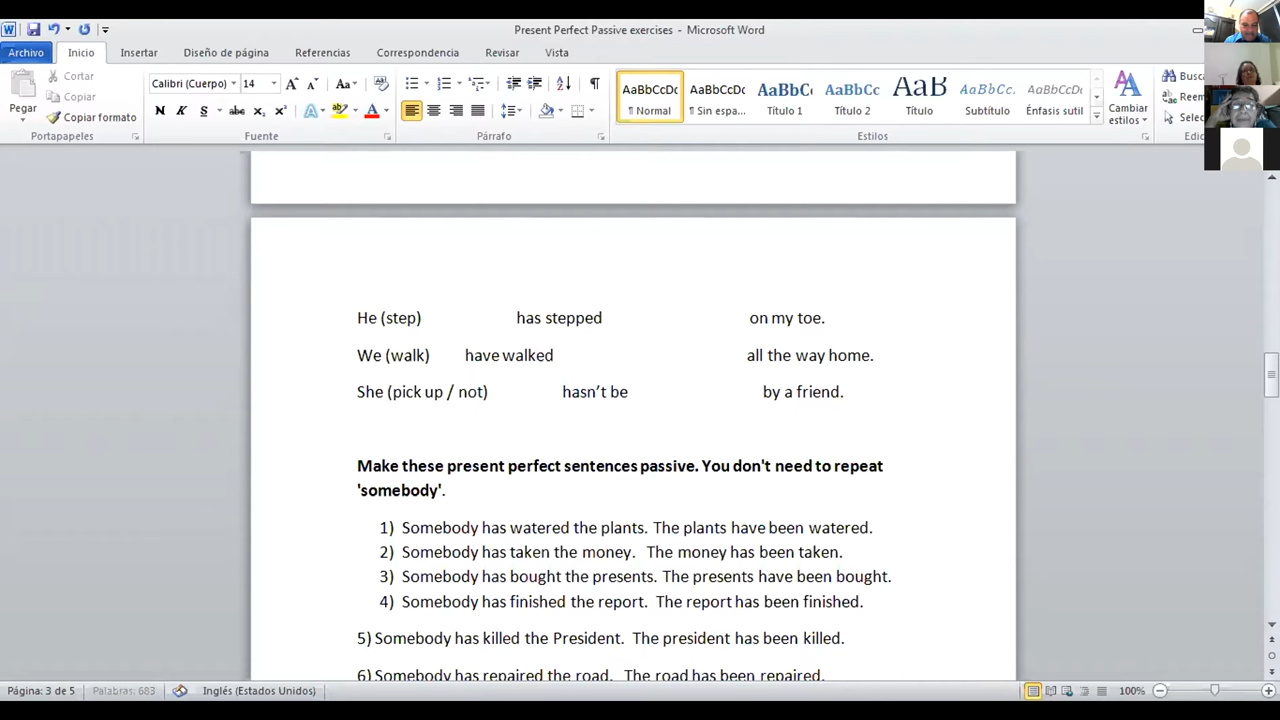 Present Perfect Passive exercises - Microsoft Word
Archivo Inicio Insertar Diseño de página Referencias Correspondencia Revisar Vista
Cortar
Copiar
Copiar formato
Pegar
Portapapeles
Calibri (Cuerpo) 14
N K S abc x₂ x²
Fuente
Párrafo
AaBbCcDc AaBbCcDc AaBbC AaBbCc AaB AaBbCc. AaBbCcDc
¶ Normal ¶ Sin espa... Título 1 Título 2 Título Subtítulo Énfasis sutil
Cambiar
estilos
Estilos
He (step) has stepped on my toe.
We (walk) have walked all the way home.
She (pick up / not) hasn’t be by a friend.
Make these present perfect sentences passive. You don't need to repeat
'somebody'.
1) Somebody has watered the plants. The plants have been watered.
2) Somebody has taken the money. The money has been taken.
3) Somebody has bought the presents. The presents have been bought.
4) Somebody has finished the report. The report has been finished.
5) Somebody has killed the President. The president has been killed.
6) Somebody has repaired the road. The road has been repaired.
Página: 3 de 5 Palabras: 683 Inglés (Estados Unidos) 100%